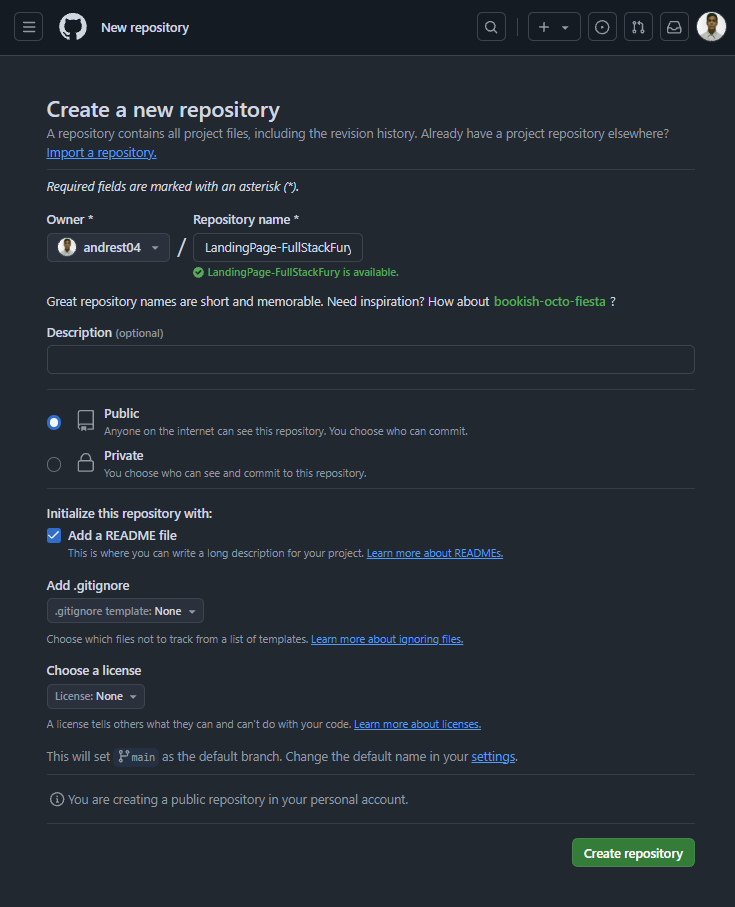 New repository
Create a new repository
A repository contains all project files, including the revision history. Already have a project repository elsewhere?
Import a repository.
Required fields are marked with an asterisk (*).
Owner *
Repository name *
andrest04
/
LandingPage-FullStackFury
LandingPage-FullStackFury is available.
Great repository names are short and memorable. Need inspiration? How about bookish-octo-fiesta ?
Description (optional)
Public
Anyone on the internet can see this repository. You choose who can commit.
Private
You choose who can see and commit to this repository.
Initialize this repository with:
Add a README file
This is where you can write a long description for your project. Learn more about READMEs.
Add .gitignore
.gitignore template: None
Choose which files not to track from a list of templates. Learn more about ignoring files.
Choose a license
License: None
A license tells others what they can and can't do with your code. Learn more about licenses.
This will set main as the default branch. Change the default name in your settings.
You are creating a public repository in your personal account.
Create repository